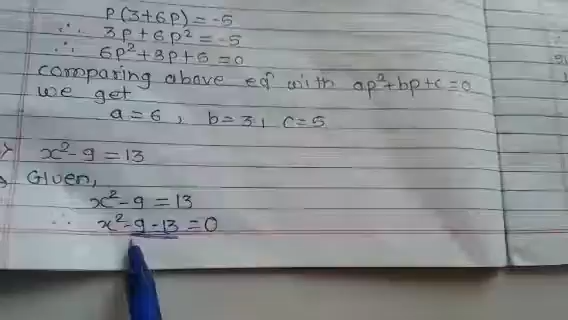 P(3+6P) = -5
∴ 3p + 6p² = -5
∴ 6p² + 3p + 5 = 0
comparing above eqⁿ with ap²+bp+c=0
we get
a = 6, b = 3, c = 5
x² - 9 = 13
Given,
x² - 9 = 13
∴ x² - 9 - 13 = 0